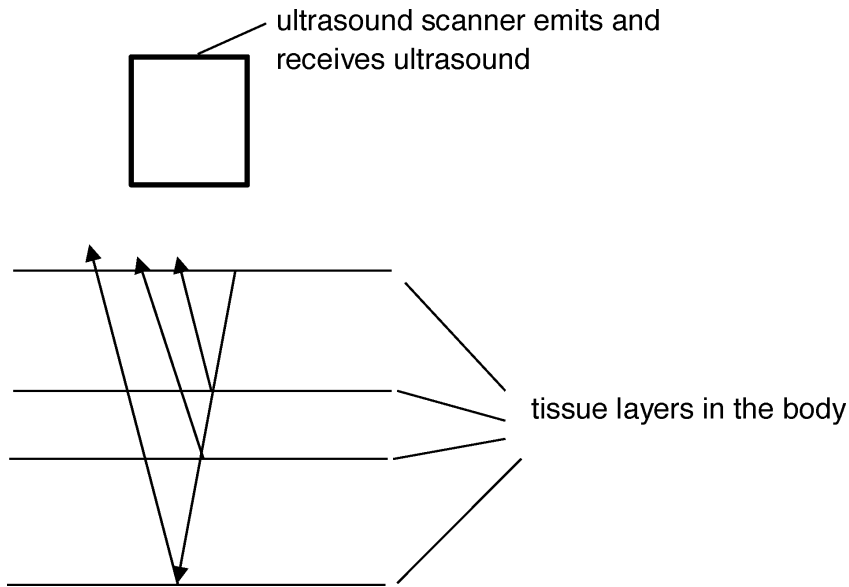 ultrasound scanner emits and
receives ultrasound
tissue layers in the body